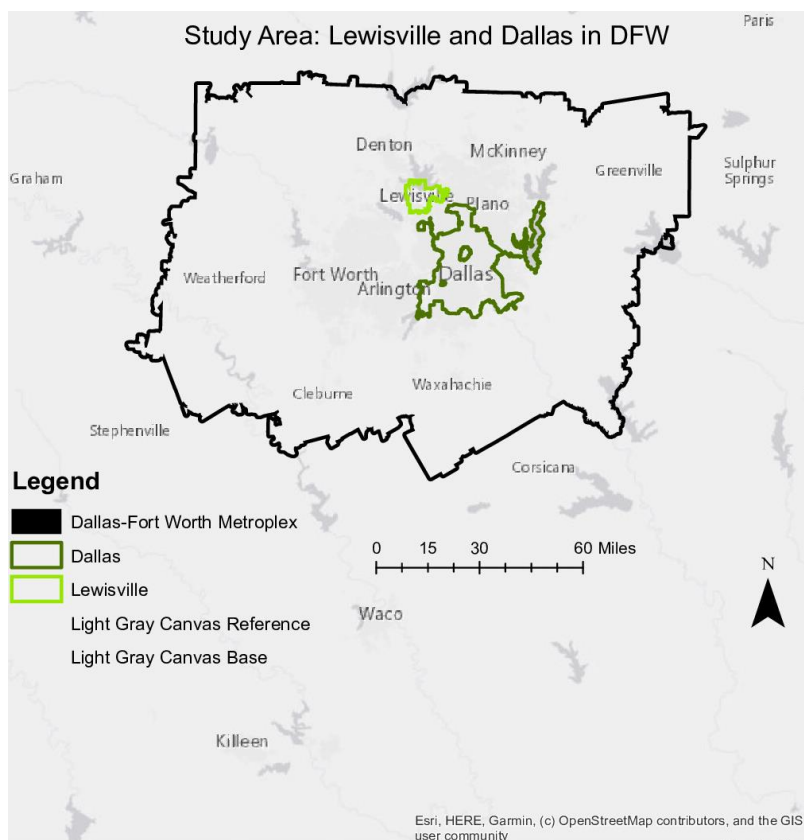 Paris
Study Area: Lewisville and Dallas in DFW
Denton
McKinney
Greenville
Sulphur
Springs
Graham
Lewisville
Plano
Weatherford
Fort Worth
Dallas
Arlington
Cleburne
Waxahachie
Stephenville
Corsicana
Legend
Dallas-Fort Worth Metroplex
Dallas
Lewisville
Light Gray Canvas Reference
Light Gray Canvas Base
0 15 30 60 Miles
N
Waco
Killeen
Esri, HERE, Garmin, (c) OpenStreetMap contributors, and the GIS
user community